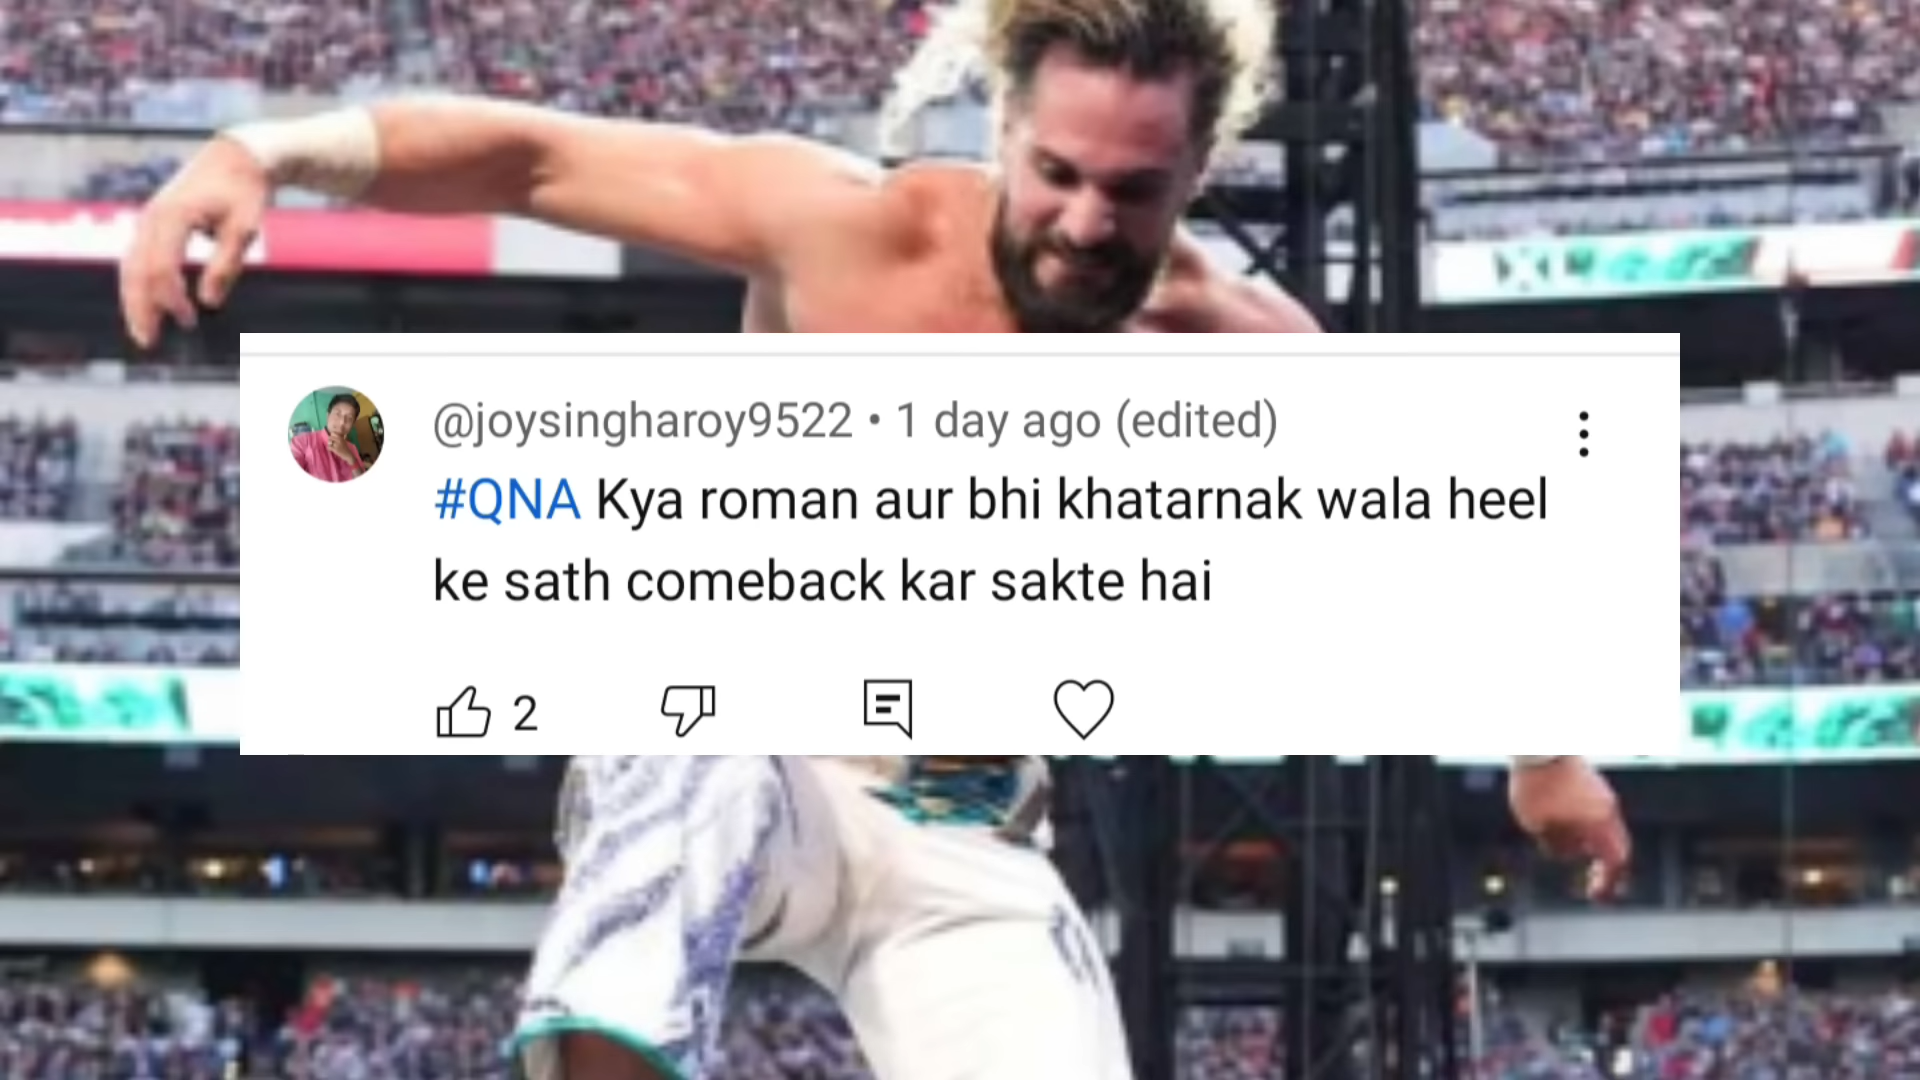 @joysingharoy9522 • 1 day ago (edited)
#QNA Kya roman aur bhi khatarnak wala heel
ke sath comeback kar sakte hai
2